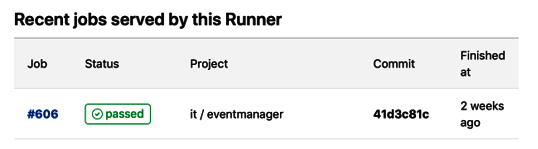 Recent jobs served by this Runner
Job Status Project Commit Finished at
#606 passed it / eventmanager 41d3c81c 2 weeks ago